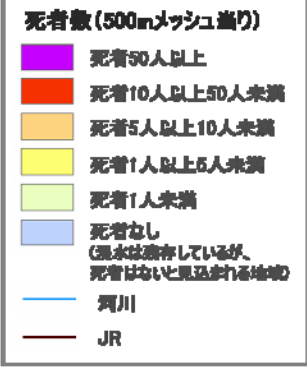 死者数(500mメッシュ当り)
死者50人以上
死者10人以上50人未満
死者5人以上10人未満
死者1人以上5人未満
死者1人未満
死者なし
(浸水は残存しているが、
死者はないと見込まれる地域)
河川
JR